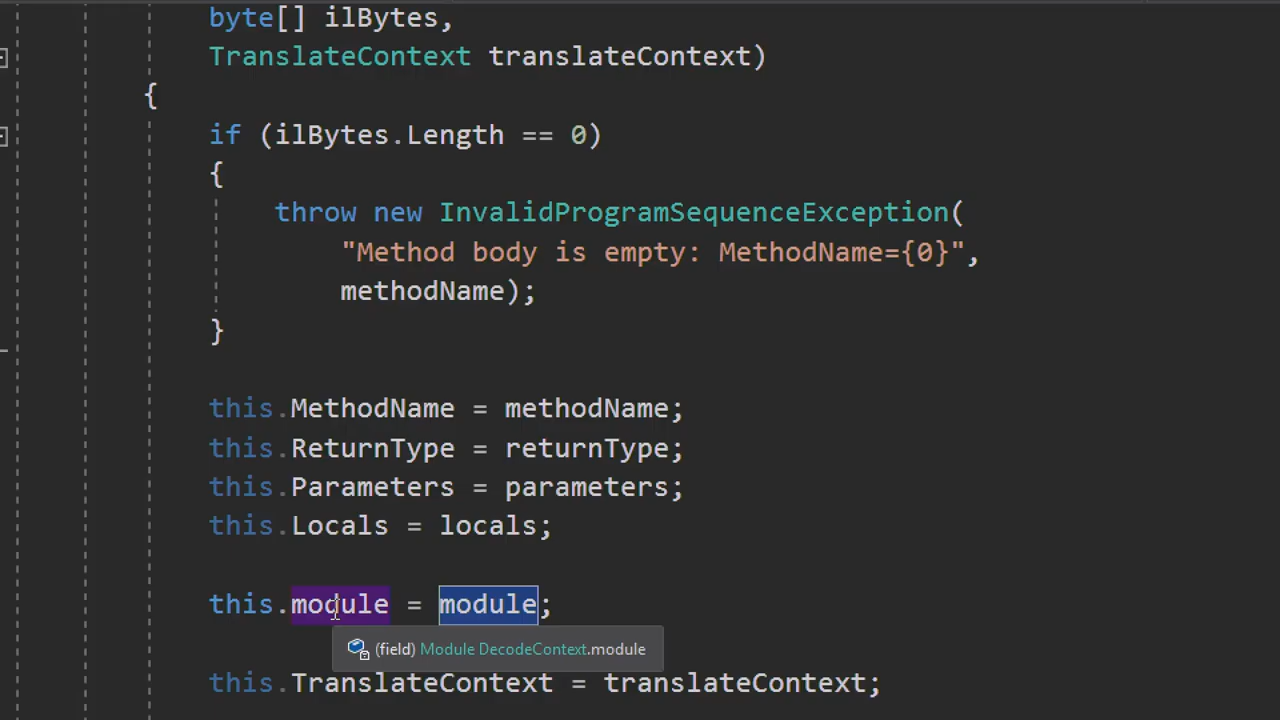 byte[] ilBytes,
TranslateContext translateContext)
{
if (ilBytes.Length == 0)
{
throw new InvalidProgramSequenceException(
"Method body is empty: MethodName={0}",
methodName);
}
this.MethodName = methodName;
this.ReturnType = returnType;
this.Parameters = parameters;
this.Locals = locals;
this.module = module;
(field) Module DecodeContext.module
this.TranslateContext = translateContext;